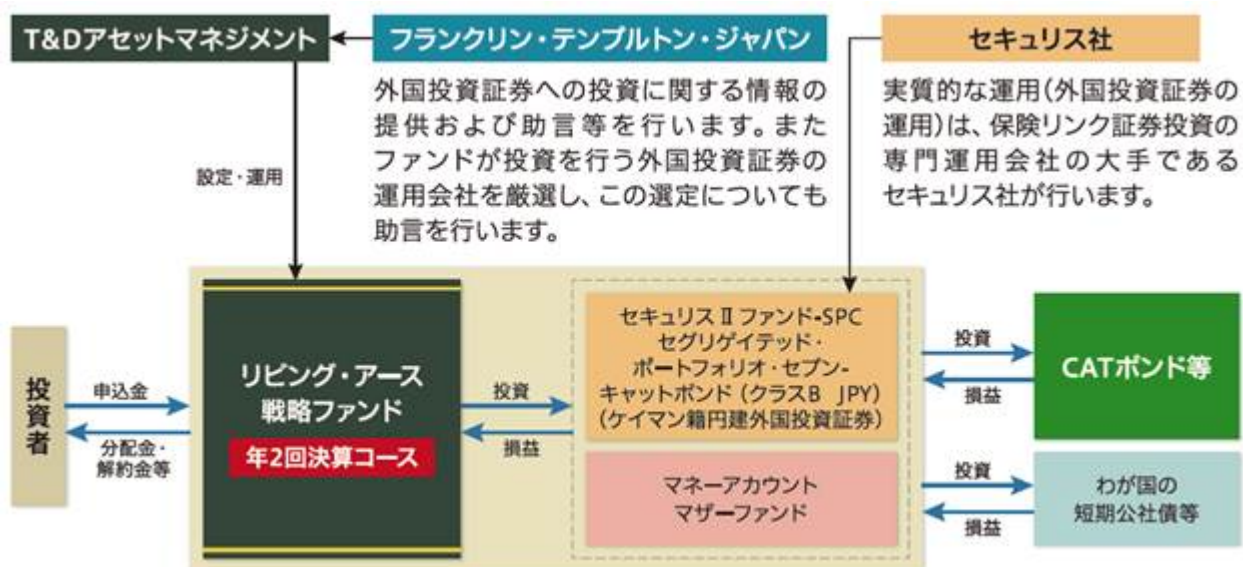 T&Dアセットマネジメント
フランクリン・テンプルトン・ジャパン
セキュリス社
外国投資証券への投資に関する情報の
提供および助言等を行います。また
ファンドが投資を行う外国投資証券の
運用会社を厳選し、この選定についても
助言を行います。
実質的な運用(外国投資証券の
運用)は、保険リンク証券投資の
専門運用会社の大手である
セキュリス社が行います。
設定・運用
投資者
申込金
分配金・
解約金等
リビング・アース
戦略ファンド
年2回決算コース
投資
損益
セキュリスⅡファンド-SPC
セグリゲイテッド・
ポートフォリオ・セブン-
キャットボンド(クラスB JPY)
(ケイマン籍円建外国投資証券)
マネーアカウント
マザーファンド
投資
損益
CATボンド等
投資
損益
わが国の
短期公社債等